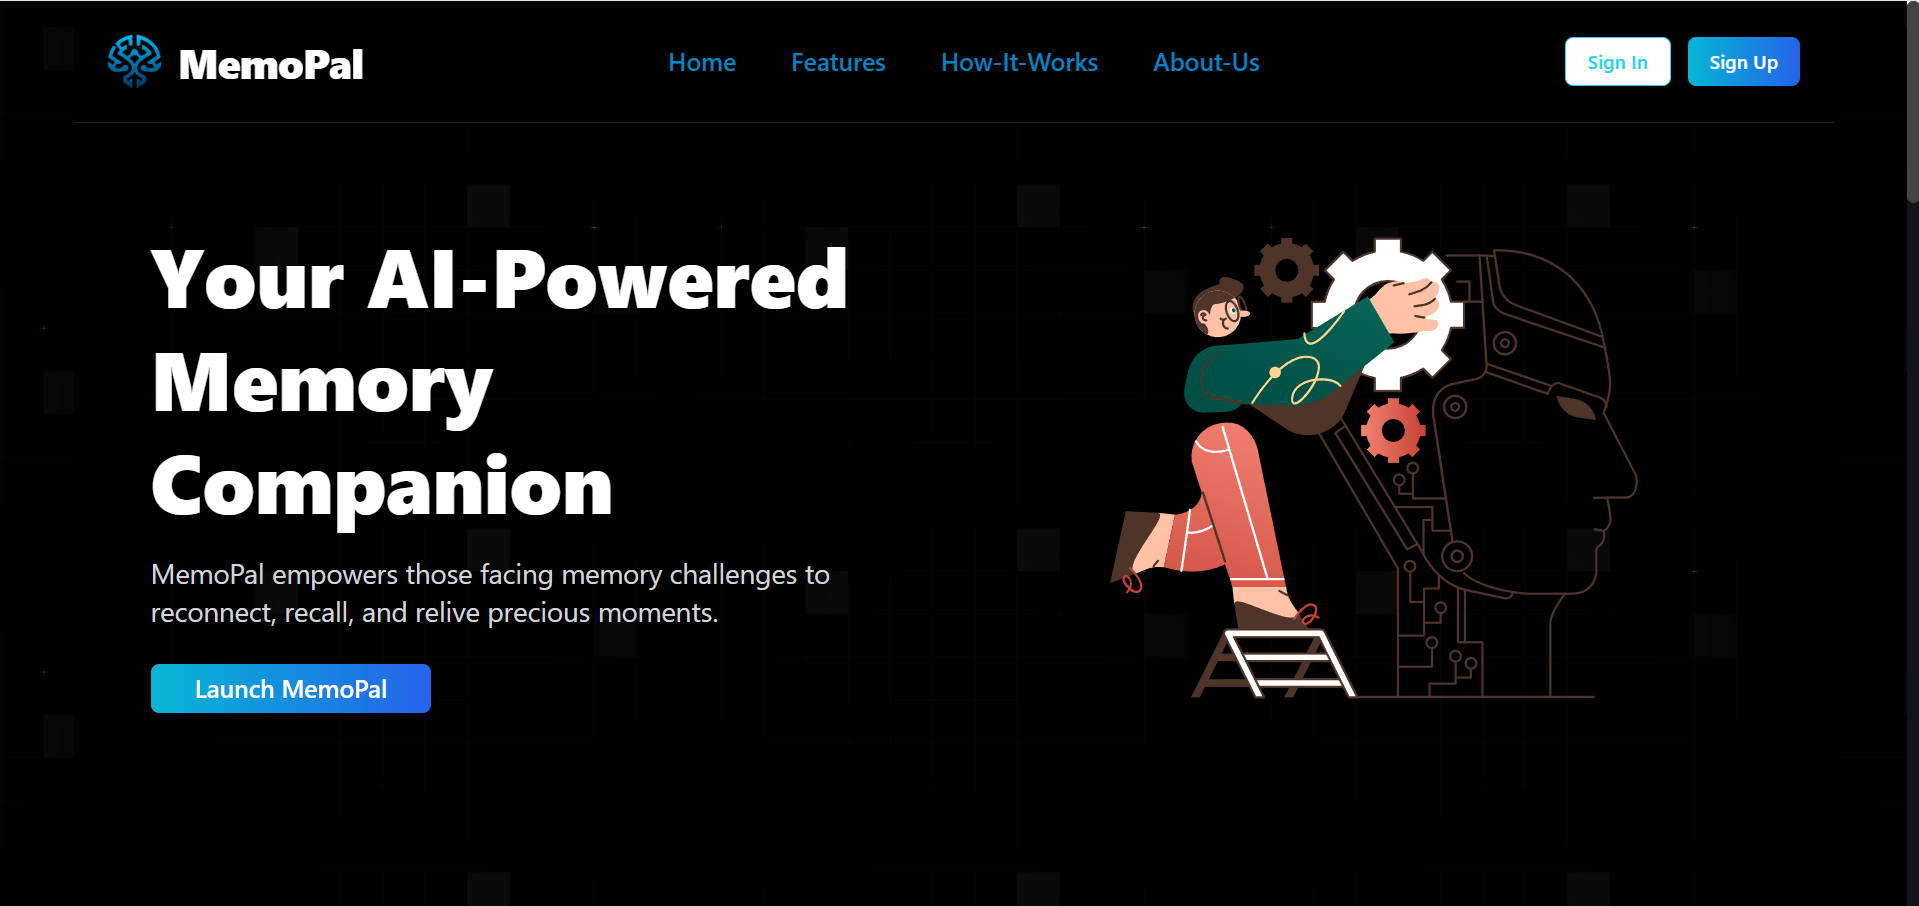 MemoPal
Home
Features
How-It-Works
About-Us
Sign In
Sign Up
Your AI-Powered
Memory
Companion
MemoPal empowers those facing memory challenges to
reconnect, recall, and relive precious moments.
Launch MemoPal